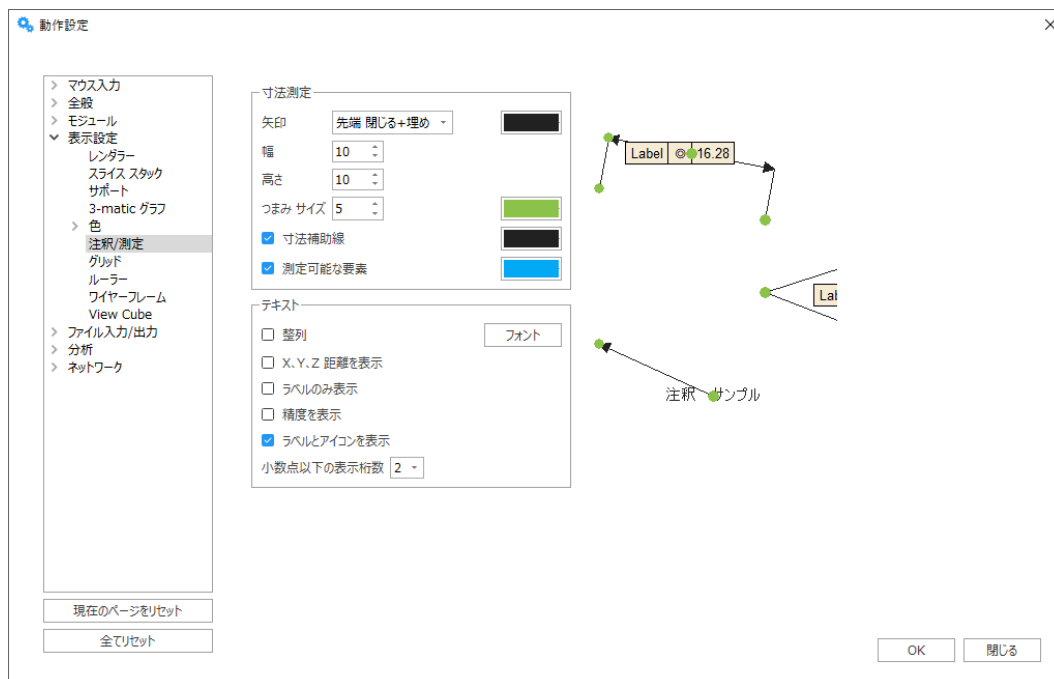 動作設定
マウス入力
全般
モジュール
表示設定
レンダラー
スライス スタック
サポート
3-matic グラフ
色
注釈/測定
グリッド
ルーラー
ワイヤーフレーム
View Cube
ファイル入力/出力
分析
ネットワーク
現在のページをリセット
全てリセット
寸法測定
矢印 先端 閉じる+埋め
幅 10
高さ 10
つまみ サイズ 5
寸法補助線
測定可能な要素
テキスト
整列 フォント
X、Y、Z 距離を表示
ラベルのみ表示
精度を表示
ラベルとアイコンを表示
小数点以下の表示桁数 2
Label ◎ 16.28
Lab
注釈 サンプル
OK 閉じる